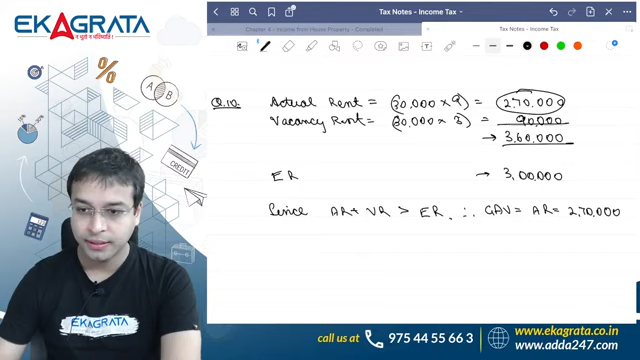 EKAGRATA
॥ धियो यो नः प्रचोदयात् ॥
Tax Notes - Income Tax
Chapter 4 - Income from House Property - Completed
Tax Notes - Income Tax
Q.10. Actual Rent = (30,000 × 9) = 2,70,000
Vacancy Rent = (30,000 × 3) = 90,000
→ 3,60,000
ER → 3,00,000
Since AR + VR > ER, ∴ GAV = AR = 2,70,000
%
A
B
CREDIT CARD
EKAGRATA
call us at 975 44 55 66 3
www.ekagrata.co.in
www.adda247.com